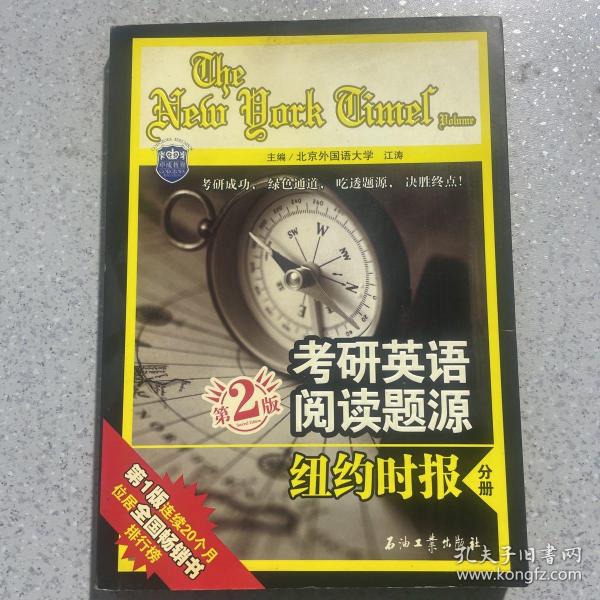 The
New York Times
Volume
主编/北京外国语大学 江涛
考研成功,绿色通道,吃透题源,决胜终点!
W
SW
N
S
E
考研英语
第2版
Second Edition
阅读题源
纽约时报
分册
第1版连续20个月
位居全国畅销书
排行榜
石油工业出版社
孔夫子旧书网
www.kongfz.com